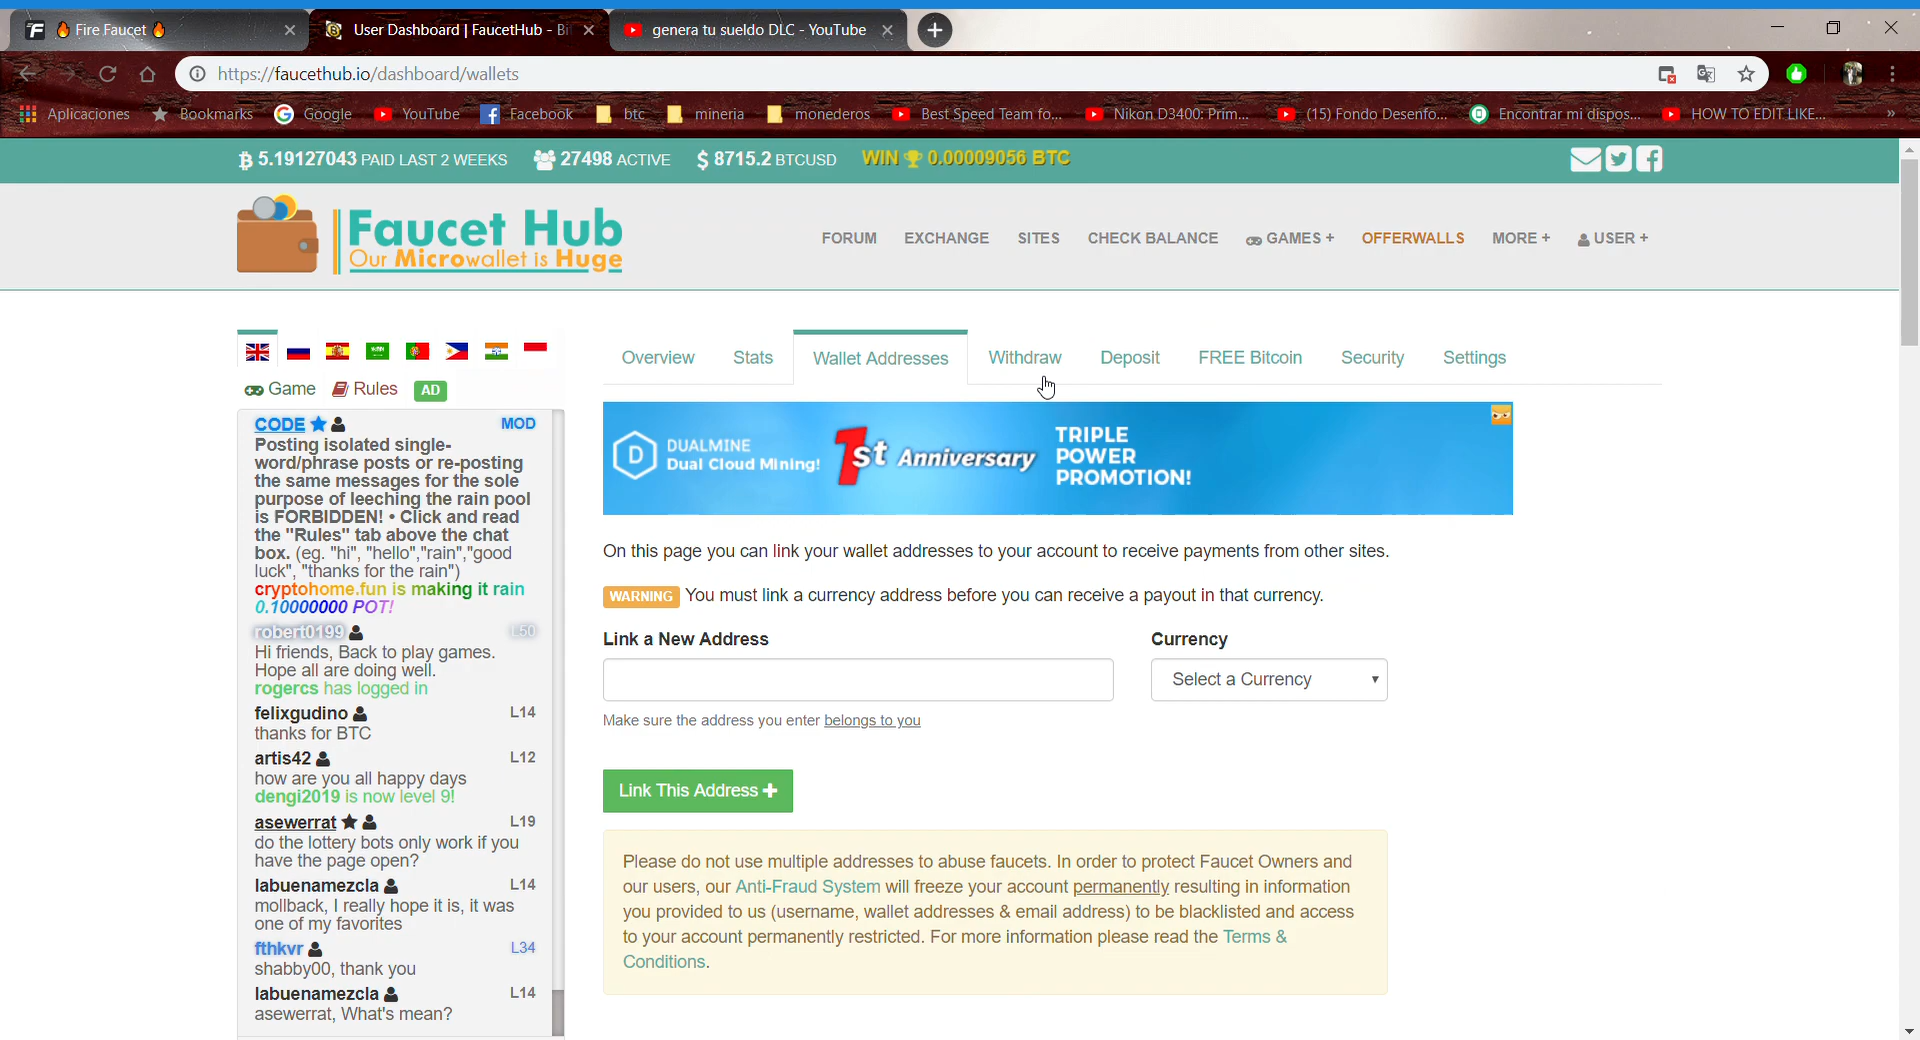 🔥 Fire Faucet 🔥
User Dashboard | FaucetHub - Bi
genera tu sueldo DLC - YouTube
https://faucethub.io/dashboard/wallets
Aplicaciones
Bookmarks
Google
YouTube
Facebook
btc
mineria
monederos
Best Speed Team fo...
Nikon D3400: Prim...
(15) Fondo Desenfo...
Encontrar mi dispos...
HOW TO EDIT LIKE...
»
5.19127043 PAID LAST 2 WEEKS
27498 ACTIVE
$ 8715.2 BTCUSD
WIN 🏆 0.00009056 BTC
Faucet Hub
Our Microwallet is Huge
FORUM
EXCHANGE
SITES
CHECK BALANCE
GAMES +
OFFERWALLS
MORE +
USER +
Game
Rules
AD
CODE
MOD
Posting isolated single-
word/phrase posts or re-posting
the same messages for the sole
purpose of leeching the rain pool
is FORBIDDEN! • Click and read
the "Rules" tab above the chat
box. (eg. "hi", "hello","rain","good
luck", "thanks for the rain")
cryptohome.fun is making it rain
0.10000000 POT!
robert0199
L50
Hi friends, Back to play games.
Hope all are doing well.
rogercs has logged in
felixgudino
L14
thanks for BTC
artis42
L12
how are you all happy days
dengi2019 is now level 9!
asewerrat
L19
do the lottery bots only work if you
have the page open?
labuenamezcla
L14
mollback, I really hope it is, it was
one of my favorites
fthkvr
L34
shabby00, thank you
labuenamezcla
L14
asewerrat, What's mean?
Overview
Stats
Wallet Addresses
Withdraw
Deposit
FREE Bitcoin
Security
Settings
DUALMINE
Dual Cloud Mining!
1st Anniversary
TRIPLE
POWER
PROMOTION!
On this page you can link your wallet addresses to your account to receive payments from other sites.
WARNING You must link a currency address before you can receive a payout in that currency.
Link a New Address
Currency
Select a Currency
Make sure the address you enter belongs to you
Link This Address +
Please do not use multiple addresses to abuse faucets. In order to protect Faucet Owners and
our users, our Anti-Fraud System will freeze your account permanently resulting in information
you provided to us (username, wallet addresses & email address) to be blacklisted and access
to your account permanently restricted. For more information please read the Terms &
Conditions.